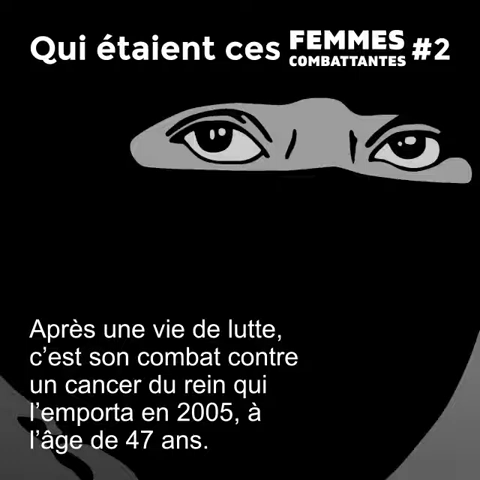 Qui étaient ces FEMMES COMBATTANTES #2
Après une vie de lutte,
c’est son combat contre
un cancer du rein qui
l’emporta en 2005, à
l’âge de 47 ans.